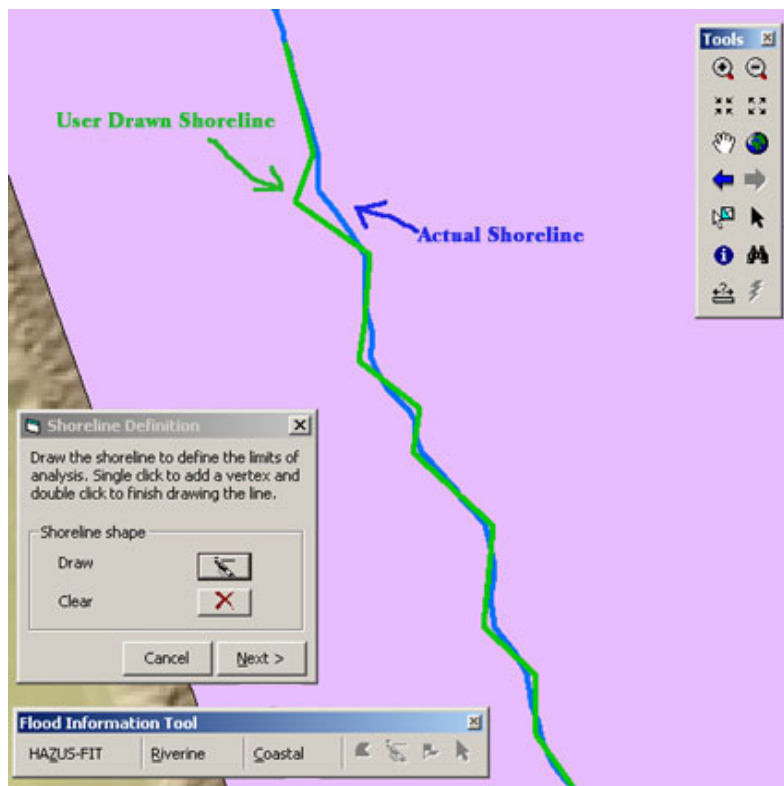 Tools
User Drawn Shoreline
Actual Shoreline
Shoreline Definition
Draw the shoreline to define the limits of
analysis. Single click to add a vertex and
double click to finish drawing the line.
Shoreline shape
Draw
Clear
Cancel
Next >
Flood Information Tool
HAZUS-FIT
Riverine
Coastal